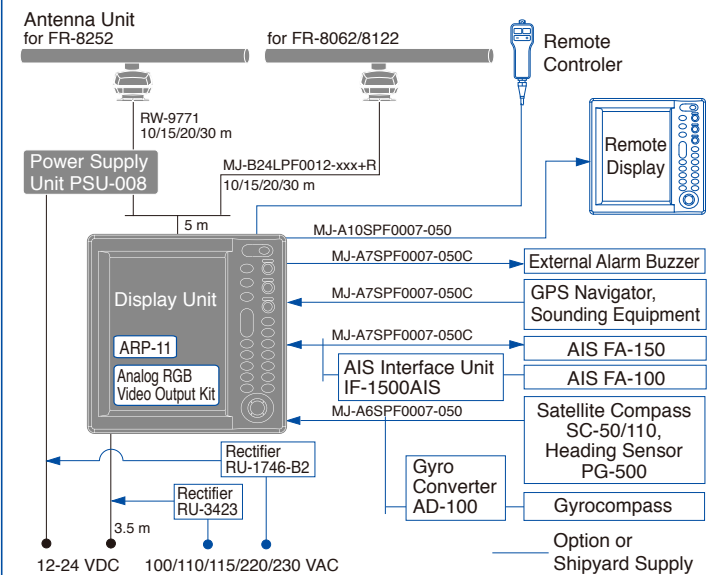 Antenna Unit
for FR-8252
for FR-8062/8122
Remote
Controler
RW-9771
10/15/20/30 m
Power Supply
Unit PSU-008
MJ-B24LPF0012-xxx+R
10/15/20/30 m
Remote
Display
5 m
MJ-A10SPF0007-050
MJ-A7SPF0007-050C
External Alarm Buzzer
Display Unit
MJ-A7SPF0007-050C
GPS Navigator,
Sounding Equipment
ARP-11
MJ-A7SPF0007-050C
AIS FA-150
Analog RGB
Video Output Kit
AIS Interface Unit
IF-1500AIS
AIS FA-100
MJ-A6SPF0007-050
Satellite Compass
SC-50/110,
Heading Sensor
PG-500
Rectifier
RU-1746-B2
Gyro
Converter
AD-100
Rectifier
RU-3423
Gyrocompass
3.5 m
12-24 VDC
100/110/115/220/230 VAC
Option or
Shipyard Supply